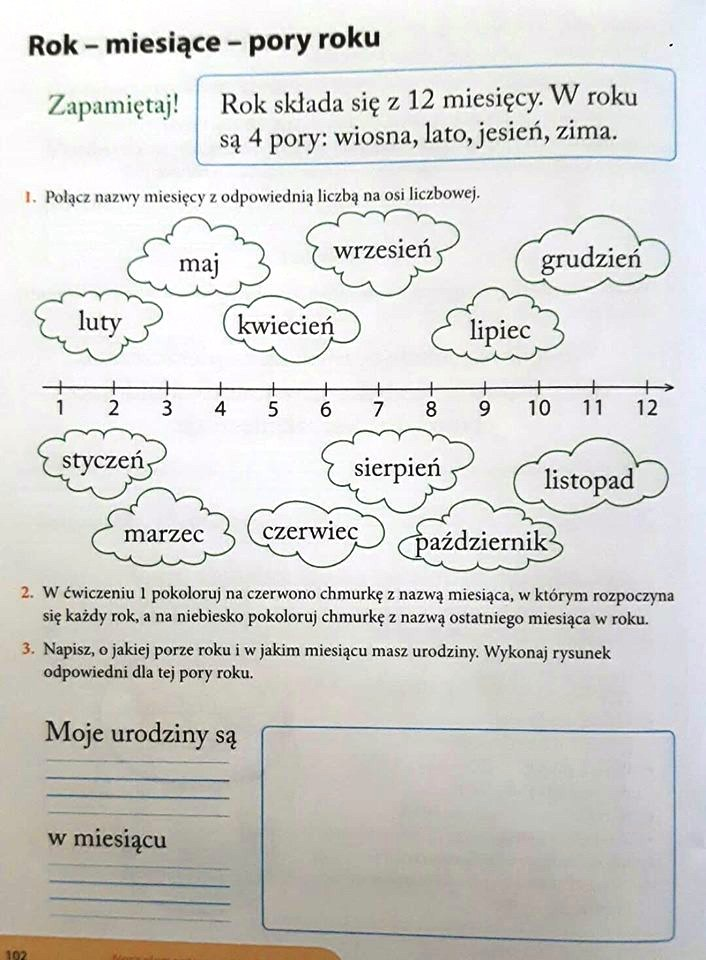 Rok – miesiące – pory roku
Zapamiętaj!
Rok składa się z 12 miesięcy. W roku
są 4 pory: wiosna, lato, jesień, zima.
1. Połącz nazwy miesięcy z odpowiednią liczbą na osi liczbowej.
maj
wrzesień
grudzień
luty
kwiecień
lipiec
1 2 3 4 5 6 7 8 9 10 11 12
styczeń
sierpień
listopad
marzec
czerwiec
październik
2. W ćwiczeniu 1 pokoloruj na czerwono chmurkę z nazwą miesiąca, w którym rozpoczyna
się każdy rok, a na niebiesko pokoloruj chmurkę z nazwą ostatniego miesiąca w roku.
3. Napisz, o jakiej porze roku i w jakim miesiącu masz urodziny. Wykonaj rysunek
odpowiedni dla tej pory roku.
Moje urodziny są
w miesiącu
102